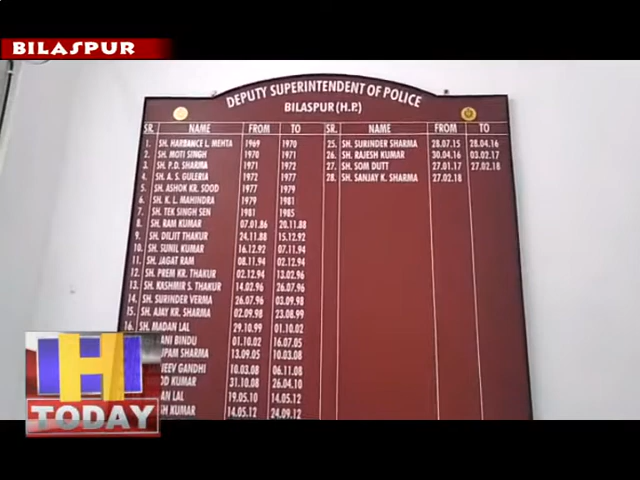 BILASPUR
DEPUTY SUPERINTENDENT OF POLICE
BILASPUR (H.P.)
SR. NAME FROM TO SR. NAME FROM TO
1. SH. HARBANCE L. MEHTA 1969 1970 25. SH. SURINDER SHARMA 28.07.15 28.04.16
2. SH. MOTI SINGH 1970 1971 26. SH. RAJESH KUMAR 30.04.16 03.02.17
3. SH. P.D. SHARMA 1971 1972 27. SH. SOM DUTT 27.01.17 27.02.18
4. SH. A. S. GULERIA 1972 1977 28. SH. SANJAY K. SHARMA 27.02.18
5. SH. ASHOK KR. SOOD 1977 1979
6. SH. K. L. MAHINDRA 1979 1981
7. SH. TEK SINGH SEN 1981 1985
8. SH. RAM KUMAR 07.01.86 20.11.88
9. SH. DILJIT THAKUR 24.11.88 15.12.92
10. SH. SUNIL KUMAR 16.12.92 07.11.94
11. SH. JAGAT RAM 08.11.94 02.12.94
12. SH. PREM KR. THAKUR 02.12.94 13.02.96
13. SH. KASHMIR S. THAKUR 14.02.96 26.07.96
14. SH. SURINDER VERMA 26.07.96 03.09.98
15. SH. AJAY KR. SHARMA 02.09.98 23.08.99
16. SH. MADAN LAL 29.10.99 01.10.02
ANI BINDU 01.10.02 16.07.05
UPAM SHARMA 13.09.05 10.03.08
JEEV GANDHI 10.03.08 06.11.08
OD KUMAR 31.10.08 26.04.10
AN LAL 19.05.10 14.05.12
SH KUMAR 14.05.12 24.09.12
H
TODAY